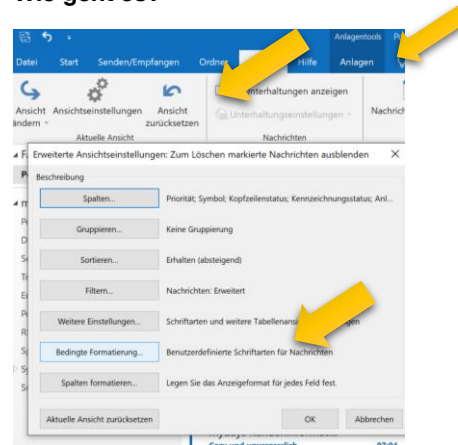 Anlagentools
Datei Start Senden/Empfangen Ordner Hilfe Anlagen
Unterhaltungen anzeigen
Ansicht Ansichtseinstellungen Ansicht
ändern zurücksetzen
Unterhaltungseinstellungen
Aktuelle Ansicht Nachrichten
Erweiterte Ansichtseinstellungen: Zum Löschen markierte Nachrichten ausblenden
Beschreibung
Spalten... Priorität; Symbol; Kopfzeilenstatus; Kennzeichnungsstatus; Anl...
Gruppieren... Keine Gruppierung
Sortieren... Erhalten (absteigend)
Filtern... Nachrichten: Erweitert
Weitere Einstellungen... Schriftarten und weitere
Bedingte Formatierung... Benutzerdefinierte Schriftarten für Nachrichten
Spalten formatieren... Legen Sie das Anzeigeformat für jedes Feld fest.
Aktuelle Ansicht zurücksetzen OK Abbrechen